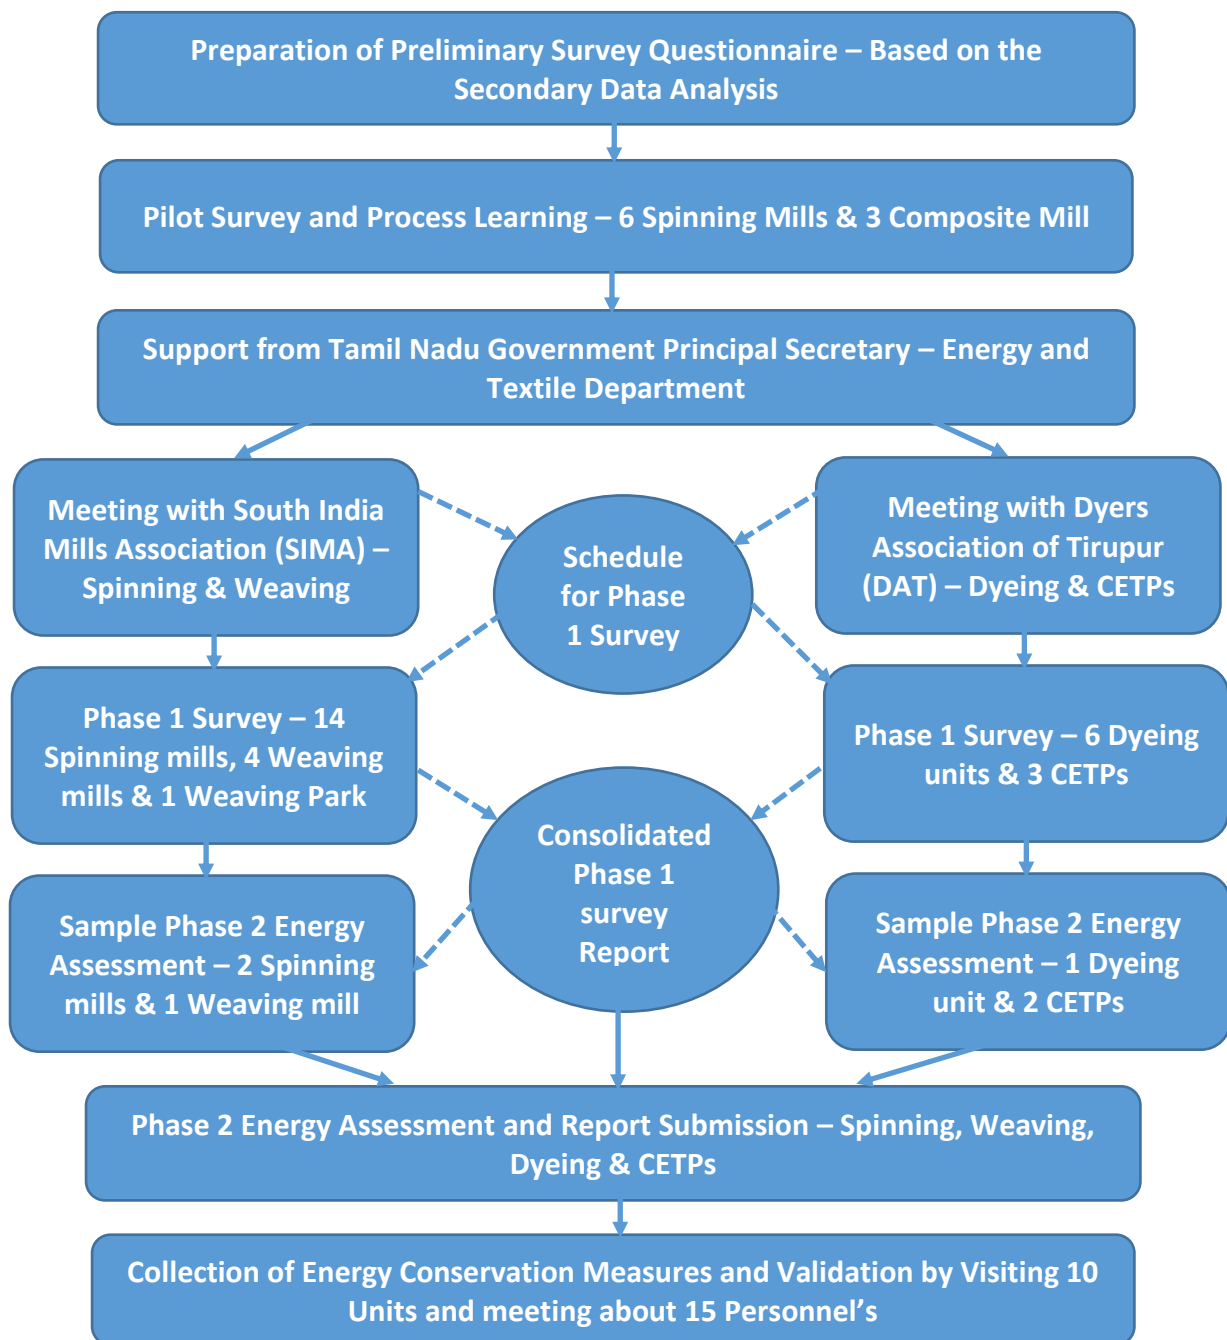 Preparation of Preliminary Survey Questionnaire – Based on the
Secondary Data Analysis
Pilot Survey and Process Learning – 6 Spinning Mills & 3 Composite Mill
Support from Tamil Nadu Government Principal Secretary – Energy and
Textile Department
Meeting with South India
Mills Association (SIMA) –
Spinning & Weaving
Schedule
for Phase
1 Survey
Meeting with Dyers
Association of Tirupur
(DAT) – Dyeing & CETPs
Phase 1 Survey – 14
Spinning mills, 4 Weaving
mills & 1 Weaving Park
Phase 1 Survey – 6 Dyeing
units & 3 CETPs
Consolidated
Phase 1
survey
Report
Sample Phase 2 Energy
Assessment – 2 Spinning
mills & 1 Weaving mill
Sample Phase 2 Energy
Assessment – 1 Dyeing
unit & 2 CETPs
Phase 2 Energy Assessment and Report Submission – Spinning, Weaving,
Dyeing & CETPs
Collection of Energy Conservation Measures and Validation by Visiting 10
Units and meeting about 15 Personnel's